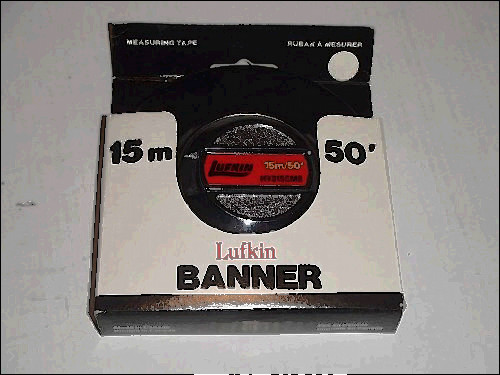 MEASURING TAPE
RUBAN À MESURER
15 m
50'
LUFKIN
15m/50'
Lufkin
BANNER